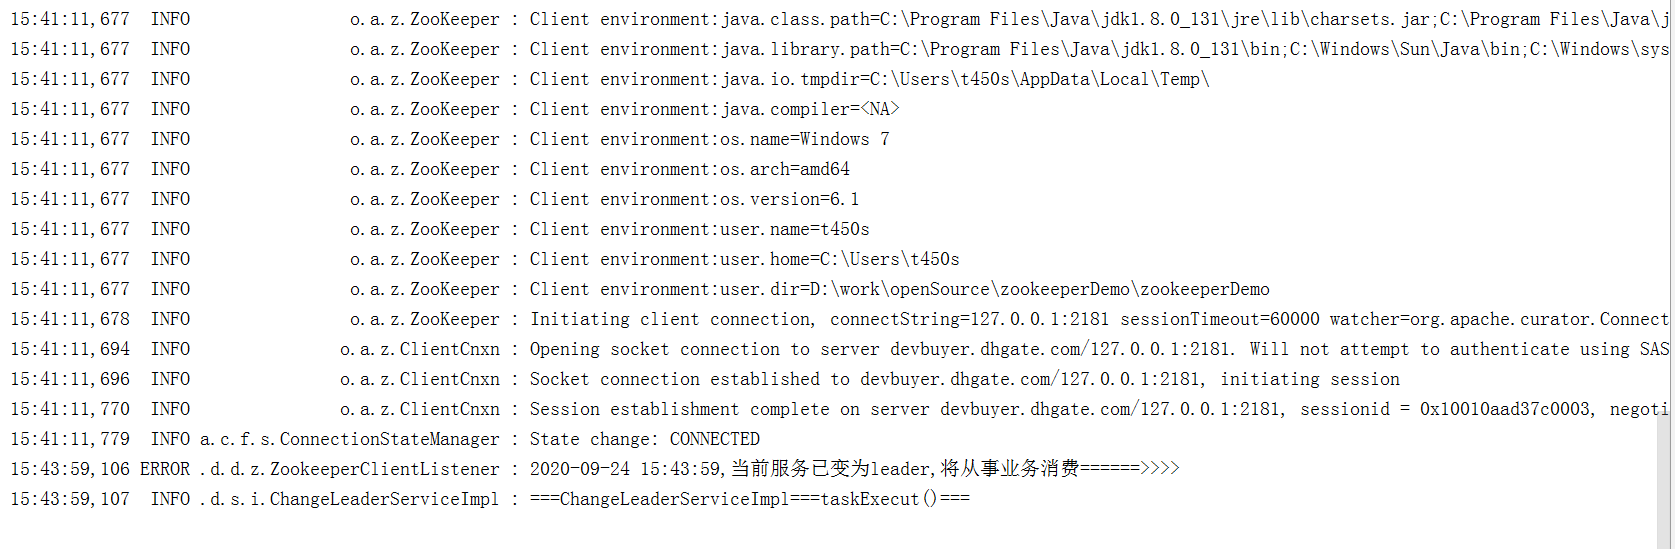 15:41:11,677  INFO                o.a.z.ZooKeeper : Client environment:java.class.path=C:\Program Files\Java\jdk1.8.0_131\jre\lib\charsets.jar;C:\Program Files\Java\j
15:41:11,677  INFO                o.a.z.ZooKeeper : Client environment:java.library.path=C:\Program Files\Java\jdk1.8.0_131\bin;C:\Windows\Sun\Java\bin;C:\Windows\sys
15:41:11,677  INFO                o.a.z.ZooKeeper : Client environment:java.io.tmpdir=C:\Users\t450s\AppData\Local\Temp\
15:41:11,677  INFO                o.a.z.ZooKeeper : Client environment:java.compiler=<NA>
15:41:11,677  INFO                o.a.z.ZooKeeper : Client environment:os.name=Windows 7
15:41:11,677  INFO                o.a.z.ZooKeeper : Client environment:os.arch=amd64
15:41:11,677  INFO                o.a.z.ZooKeeper : Client environment:os.version=6.1
15:41:11,677  INFO                o.a.z.ZooKeeper : Client environment:user.name=t450s
15:41:11,677  INFO                o.a.z.ZooKeeper : Client environment:user.home=C:\Users\t450s
15:41:11,677  INFO                o.a.z.ZooKeeper : Client environment:user.dir=D:\work\openSource\zookeeperDemo\zookeeperDemo
15:41:11,678  INFO                o.a.z.ZooKeeper : Initiating client connection, connectString=127.0.0.1:2181 sessionTimeout=60000 watcher=org.apache.curator.Connect
15:41:11,694  INFO               o.a.z.ClientCnxn : Opening socket connection to server devbuyer.dhgate.com/127.0.0.1:2181. Will not attempt to authenticate using SAS
15:41:11,696  INFO               o.a.z.ClientCnxn : Socket connection established to devbuyer.dhgate.com/127.0.0.1:2181, initiating session
15:41:11,770  INFO               o.a.z.ClientCnxn : Session establishment complete on server devbuyer.dhgate.com/127.0.0.1:2181, sessionid = 0x10010aad37c0003, negoti
15:41:11,779  INFO a.c.f.s.ConnectionStateManager : State change: CONNECTED
15:43:59,106 ERROR .d.d.z.ZookeeperClientListener : 2020-09-24 15:43:59,当前服务已变为leader,将从事业务消费======>>>>
15:43:59,107  INFO .d.s.i.ChangeLeaderServiceImpl : ===ChangeLeaderServiceImpl===taskExecut()===